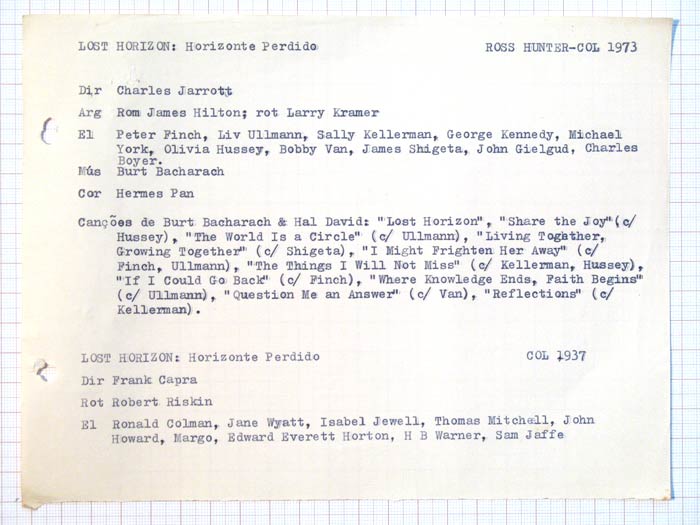 LOST HORIZON: Horizonte Perdido ROSS HUNTER-COL 1973
Dir Charles Jarrott
Arg Rom James Hilton; rot Larry Kramer
El Peter Finch, Liv Ullmann, Sally Kellerman, George Kennedy, Michael
York, Olivia Hussey, Bobby Van, James Shigeta, John Gielgud, Charles
Boyer.
Mús Burt Bacharach
Cor Hermes Pan
Canções de Burt Bacharach & Hal David: "Lost Horizon", "Share the Joy" (c/
Hussey), "The World Is a Circle" (c/ Ullmann), "Living Together,
Growing Together" (c/ Shigeta), "I Might Frighten Her Away" (c/
Finch, Ullmann), "The Things I Will Not Miss" (c/ Kellerman, Hussey),
"If I Could Go Back" (c/ Finch), "Where Knowledge Ends, Faith Begins"
(c/ Ullmann), "Question Me an Answer" (c/ Van), "Reflections" (c/
Kellerman).
LOST HORIZON: Horizonte Perdido COL 1937
Dir Frank Capra
Rot Robert Riskin
El Ronald Colman, Jane Wyatt, Isabel Jewell, Thomas Mitchell, John
Howard, Margo, Edward Everett Horton, H B Warner, Sam Jaffe